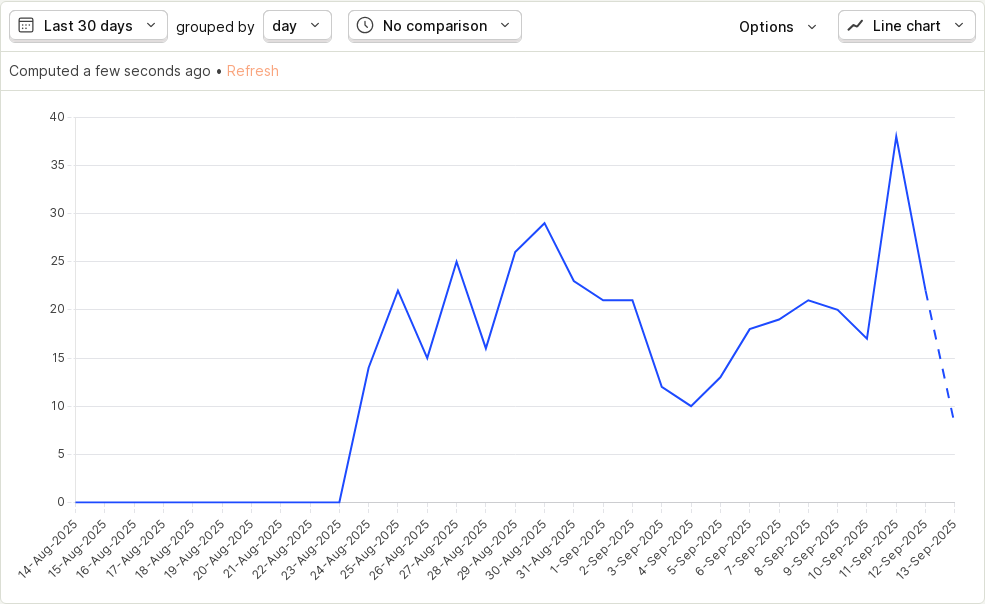 Last 30 days grouped by day No comparison Options Line chart
Computed a few seconds ago • Refresh
40
35
30
25
20
15
10
5
0
14-Aug-2025
15-Aug-2025
16-Aug-2025
17-Aug-2025
18-Aug-2025
19-Aug-2025
20-Aug-2025
21-Aug-2025
22-Aug-2025
23-Aug-2025
24-Aug-2025
25-Aug-2025
26-Aug-2025
27-Aug-2025
28-Aug-2025
29-Aug-2025
30-Aug-2025
31-Aug-2025
1-Sep-2025
2-Sep-2025
3-Sep-2025
4-Sep-2025
5-Sep-2025
6-Sep-2025
7-Sep-2025
8-Sep-2025
9-Sep-2025
10-Sep-2025
11-Sep-2025
12-Sep-2025
13-Sep-2025